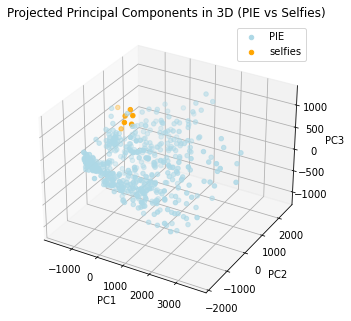 Projected Principal Components in 3D (PIE vs Selfies)
PIE
selfies
1000
500
0
−500
−1000
PC3
2000
1000
0
−1000
−2000
PC2
−1000
0
1000
2000
3000
PC1